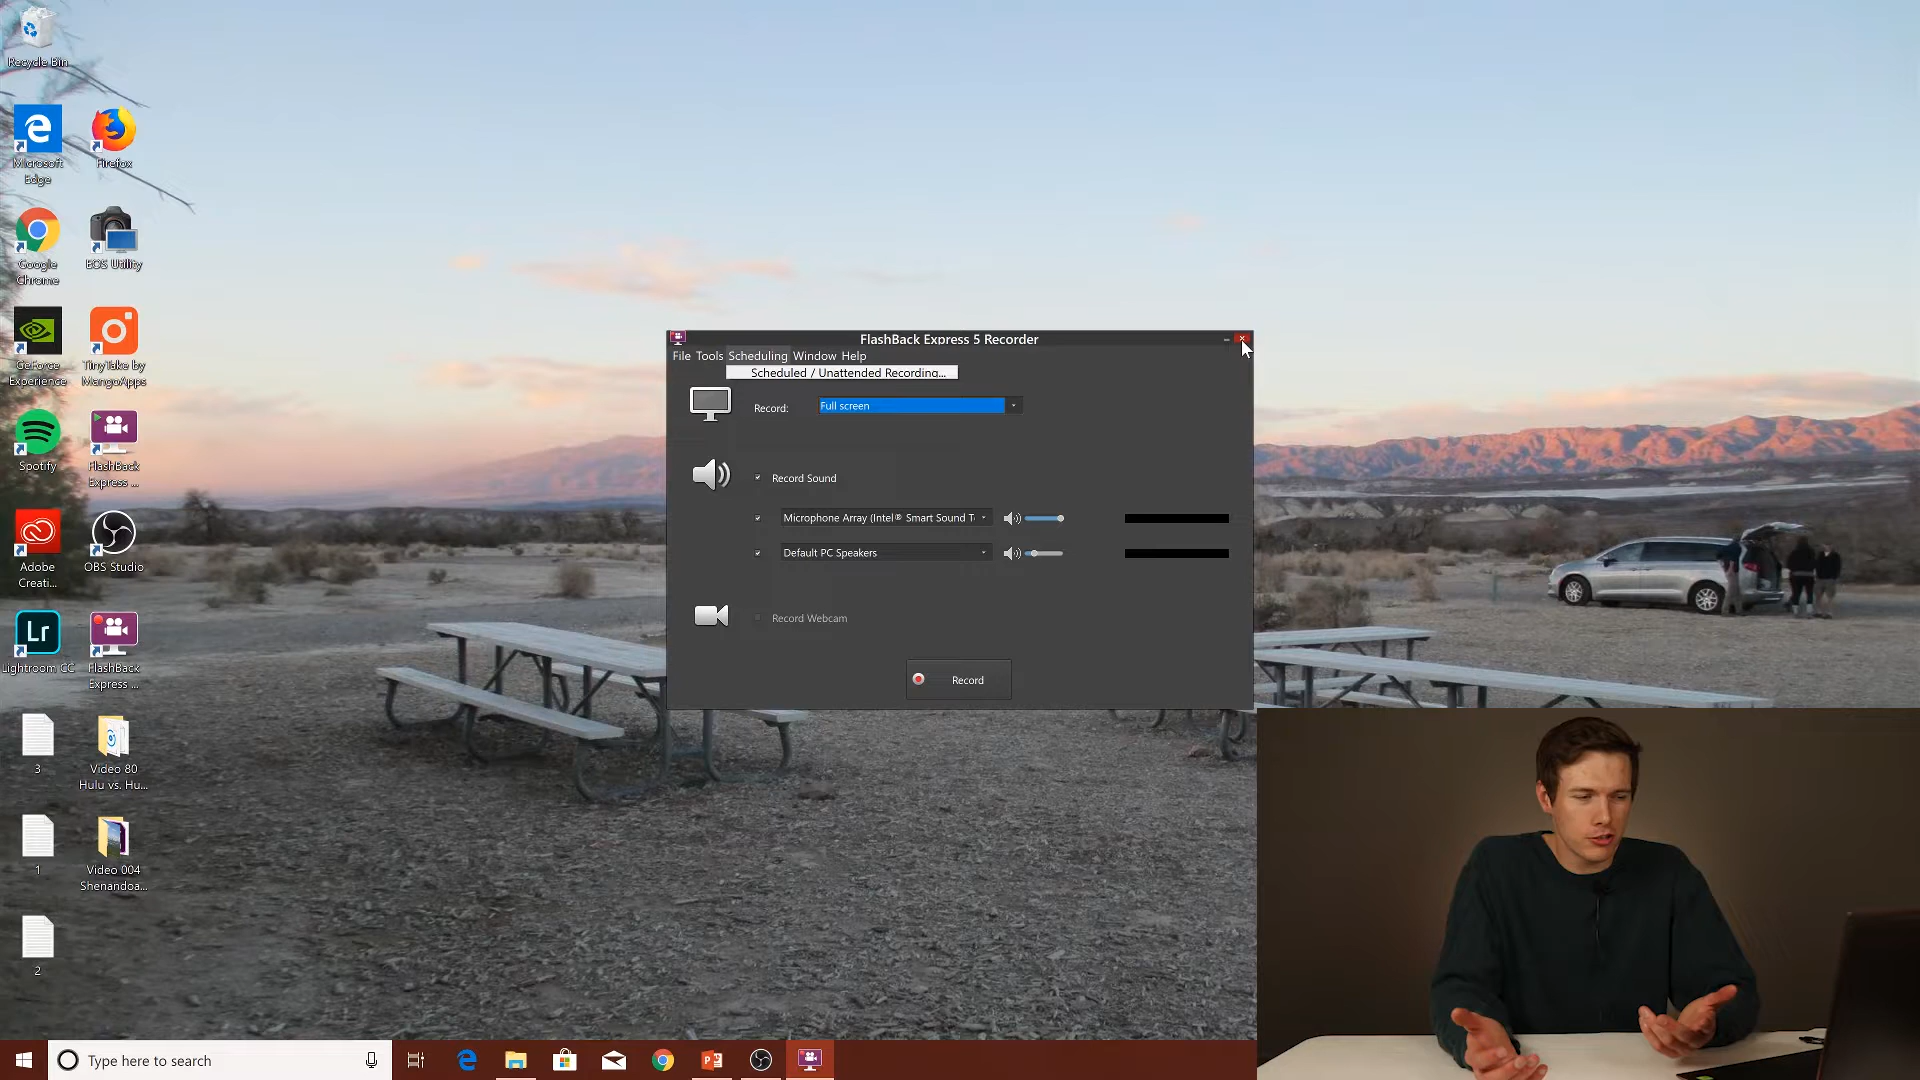 Recycle Bin
Microsoft
Edge
Firefox
Google
Chrome
EOS Utility
GeForce
Experience
TinyTake by
MangoApps
Spotify
FlashBack
Express ...
Adobe
Creati...
OBS Studio
Lr
Lightroom CC
FlashBack
Express ...
3
Video 80
Hulu vs. Hu...
1
Video 004
Shenandoa...
2
FlashBack Express 5 Recorder
File Tools Scheduling Window Help
Scheduled / Unattended Recording...
Record: Full screen
Record Sound
Microphone Array (Intel® Smart Sound T
Default PC Speakers
Record Webcam
Record
Type here to search